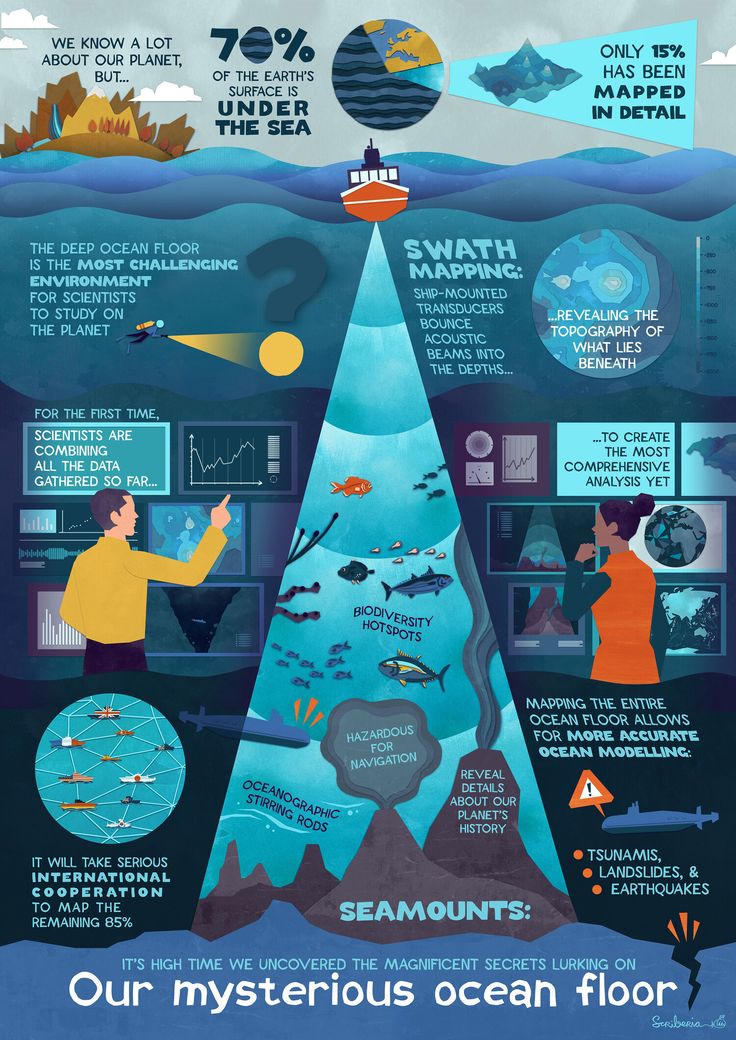 WE KNOW A LOT
ABOUT OUR PLANET,
BUT...
70%
OF THE EARTH'S
SURFACE IS
UNDER
THE SEA
ONLY 15%
HAS BEEN
MAPPED
IN DETAIL
THE DEEP OCEAN FLOOR
IS THE MOST CHALLENGING
ENVIRONMENT
FOR SCIENTISTS
TO STUDY ON
THE PLANET
?
SWATH
MAPPING:
SHIP-MOUNTED
TRANSDUCERS
BOUNCE
ACOUSTIC
BEAMS INTO
THE DEPTHS...
...REVEALING THE
TOPOGRAPHY OF
WHAT LIES
BENEATH
FOR THE FIRST TIME,
SCIENTISTS ARE
COMBINING
ALL THE DATA
GATHERED SO FAR...
...TO CREATE
THE MOST
COMPREHENSIVE
ANALYSIS YET
BIODIVERSITY
HOTSPOTS
HAZARDOUS
FOR
NAVIGATION
REVEAL
DETAILS
ABOUT OUR
PLANET'S
HISTORY
OCEANOGRAPHIC
STIRRING RODS
SEAMOUNTS:
IT WILL TAKE SERIOUS
INTERNATIONAL
COOPERATION
TO MAP THE
REMAINING 85%
MAPPING THE ENTIRE
OCEAN FLOOR ALLOWS
FOR MORE ACCURATE
OCEAN MODELLING:
!
TSUNAMIS,
LANDSLIDES, &
EARTHQUAKES
IT'S HIGH TIME WE UNCOVERED THE MAGNIFICENT SECRETS LURKING ON
Our mysterious ocean floor
Scriberia